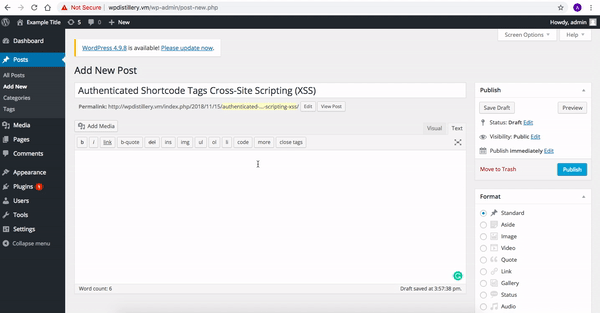 Not Secure | wpdistillery.vm/wp-admin/post-new.php
Example Title 5 0 + New Howdy, admin
Screen Options Help
Dashboard
Posts
All Posts
Add New
Categories
Tags
Media
Pages
Comments
Appearance
Plugins 1
Users
Tools
Settings
Collapse menu
WordPress 4.9.8 is available! Please update now.
Add New Post
Authenticated Shortcode Tags Cross-Site Scripting (XSS)
Permalink: http://wpdistillery.vm/index.php/2018/11/15/authenticated-...-scripting-xss/ Edit View Post
Add Media Visual Text
b i link b-quote del ins img ul ol li code more close tags
Word count: 6 Draft saved at 3:57:38 pm.
Publish
Save Draft Preview
Status: Draft Edit
Visibility: Public Edit
Publish immediately Edit
Move to Trash Publish
Format
Standard
Aside
Image
Video
Quote
Link
Gallery
Status
Audio